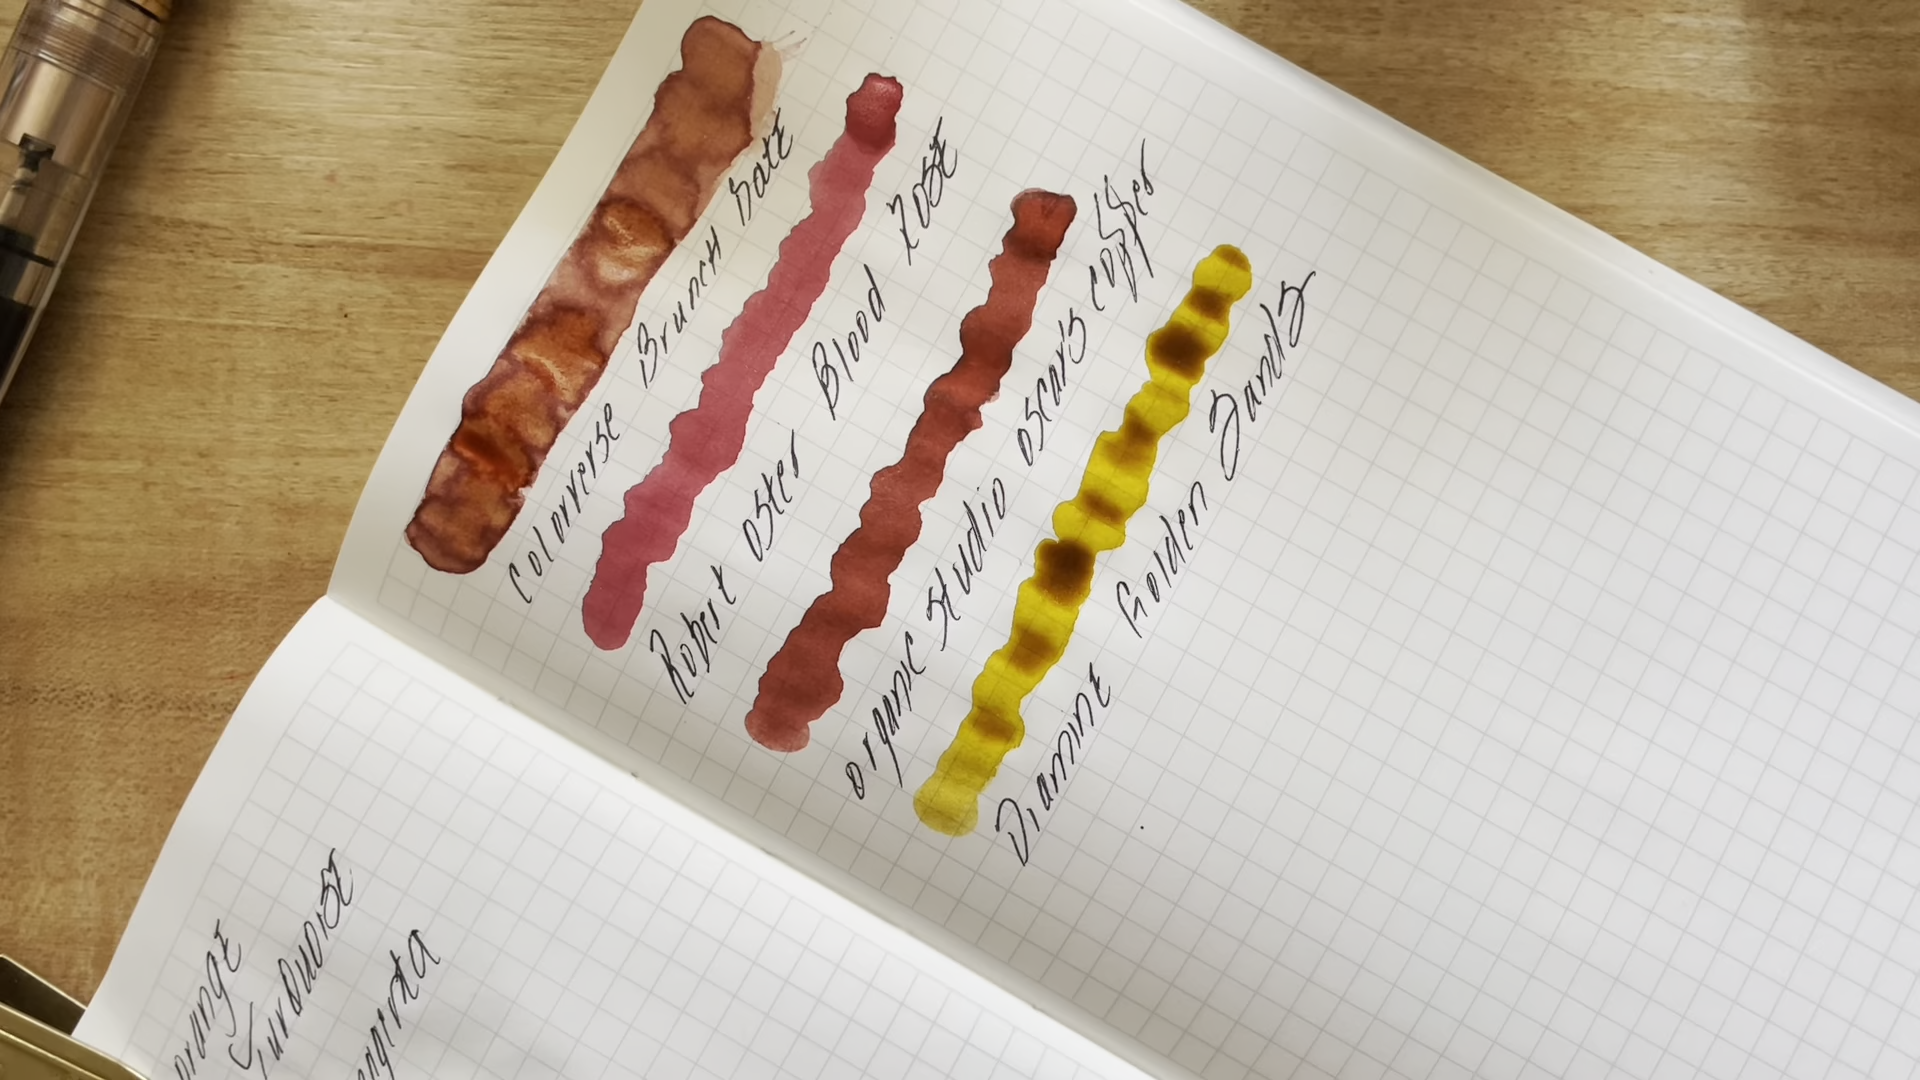 Colorverse Brunch Date
Robert oster Blood Rose
organic studio oscar's copper
Diamine Golden Sands
orange
Turquoise